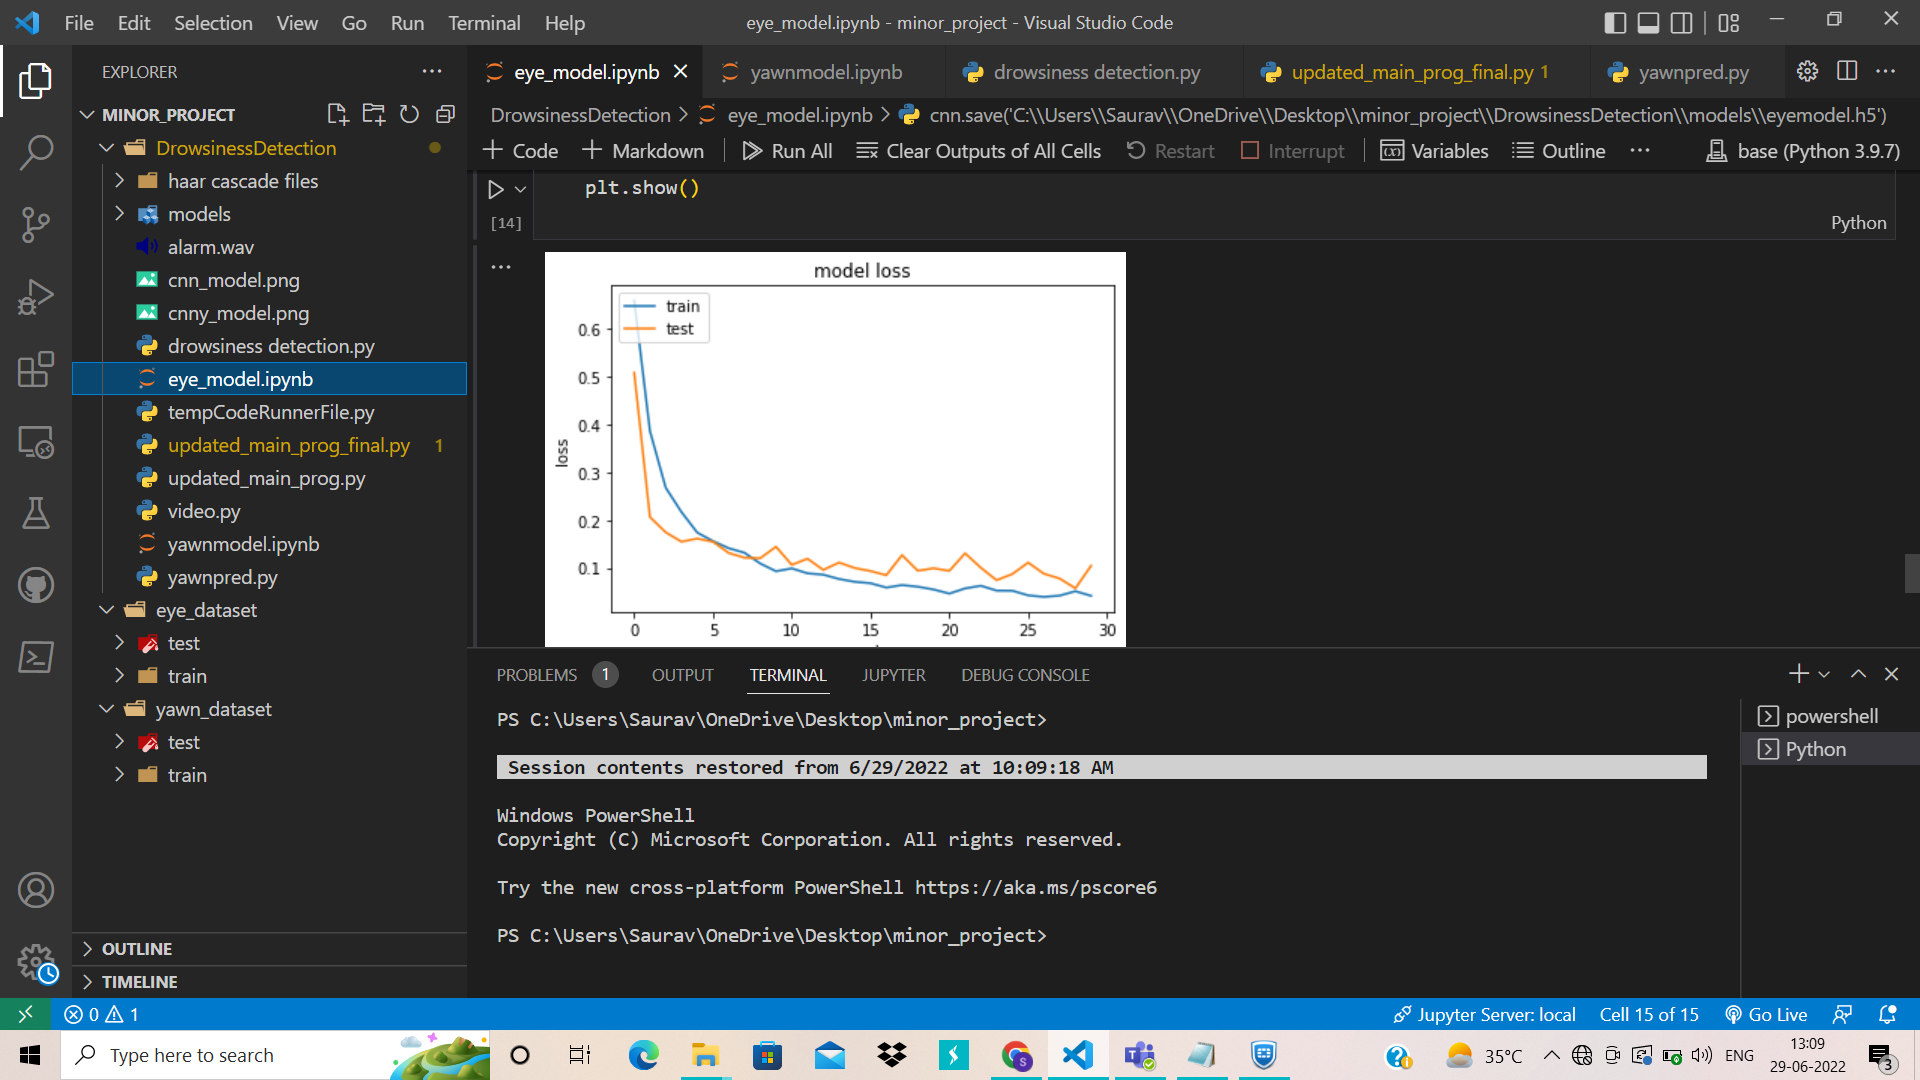 File Edit Selection View Go Run Terminal Help
eye_model.ipynb - minor_project - Visual Studio Code
EXPLORER
MINOR_PROJECT
DrowsinessDetection
haar cascade files
models
alarm.wav
cnn_model.png
cnny_model.png
drowsiness detection.py
eye_model.ipynb
tempCodeRunnerFile.py
updated_main_prog_final.py 1
updated_main_prog.py
video.py
yawnmodel.ipynb
yawnpred.py
eye_dataset
test
train
yawn_dataset
test
train
OUTLINE
TIMELINE
eye_model.ipynb yawnmodel.ipynb drowsiness detection.py updated_main_prog_final.py 1 yawnpred.py
DrowsinessDetection > eye_model.ipynb > cnn.save('C:\\Users\\Saurav\\OneDrive\\Desktop\\minor_project\\DrowsinessDetection\\models\\eyemodel.h5')
Code Markdown Run All Clear Outputs of All Cells Restart Interrupt Variables Outline base (Python 3.9.7)
plt.show()
[14]
Python
model loss
train
test
loss
0.6
0.5
0.4
0.3
0.2
0.1
0 5 10 15 20 25 30
PROBLEMS 1 OUTPUT TERMINAL JUPYTER DEBUG CONSOLE
PS C:\Users\Saurav\OneDrive\Desktop\minor_project>
Session contents restored from 6/29/2022 at 10:09:18 AM
Windows PowerShell
Copyright (C) Microsoft Corporation. All rights reserved.
Try the new cross-platform PowerShell https://aka.ms/pscore6
PS C:\Users\Saurav\OneDrive\Desktop\minor_project>
powershell
Python
0 1
Jupyter Server: local Cell 15 of 15 Go Live
Type here to search
35°C
ENG
13:09
29-06-2022
3